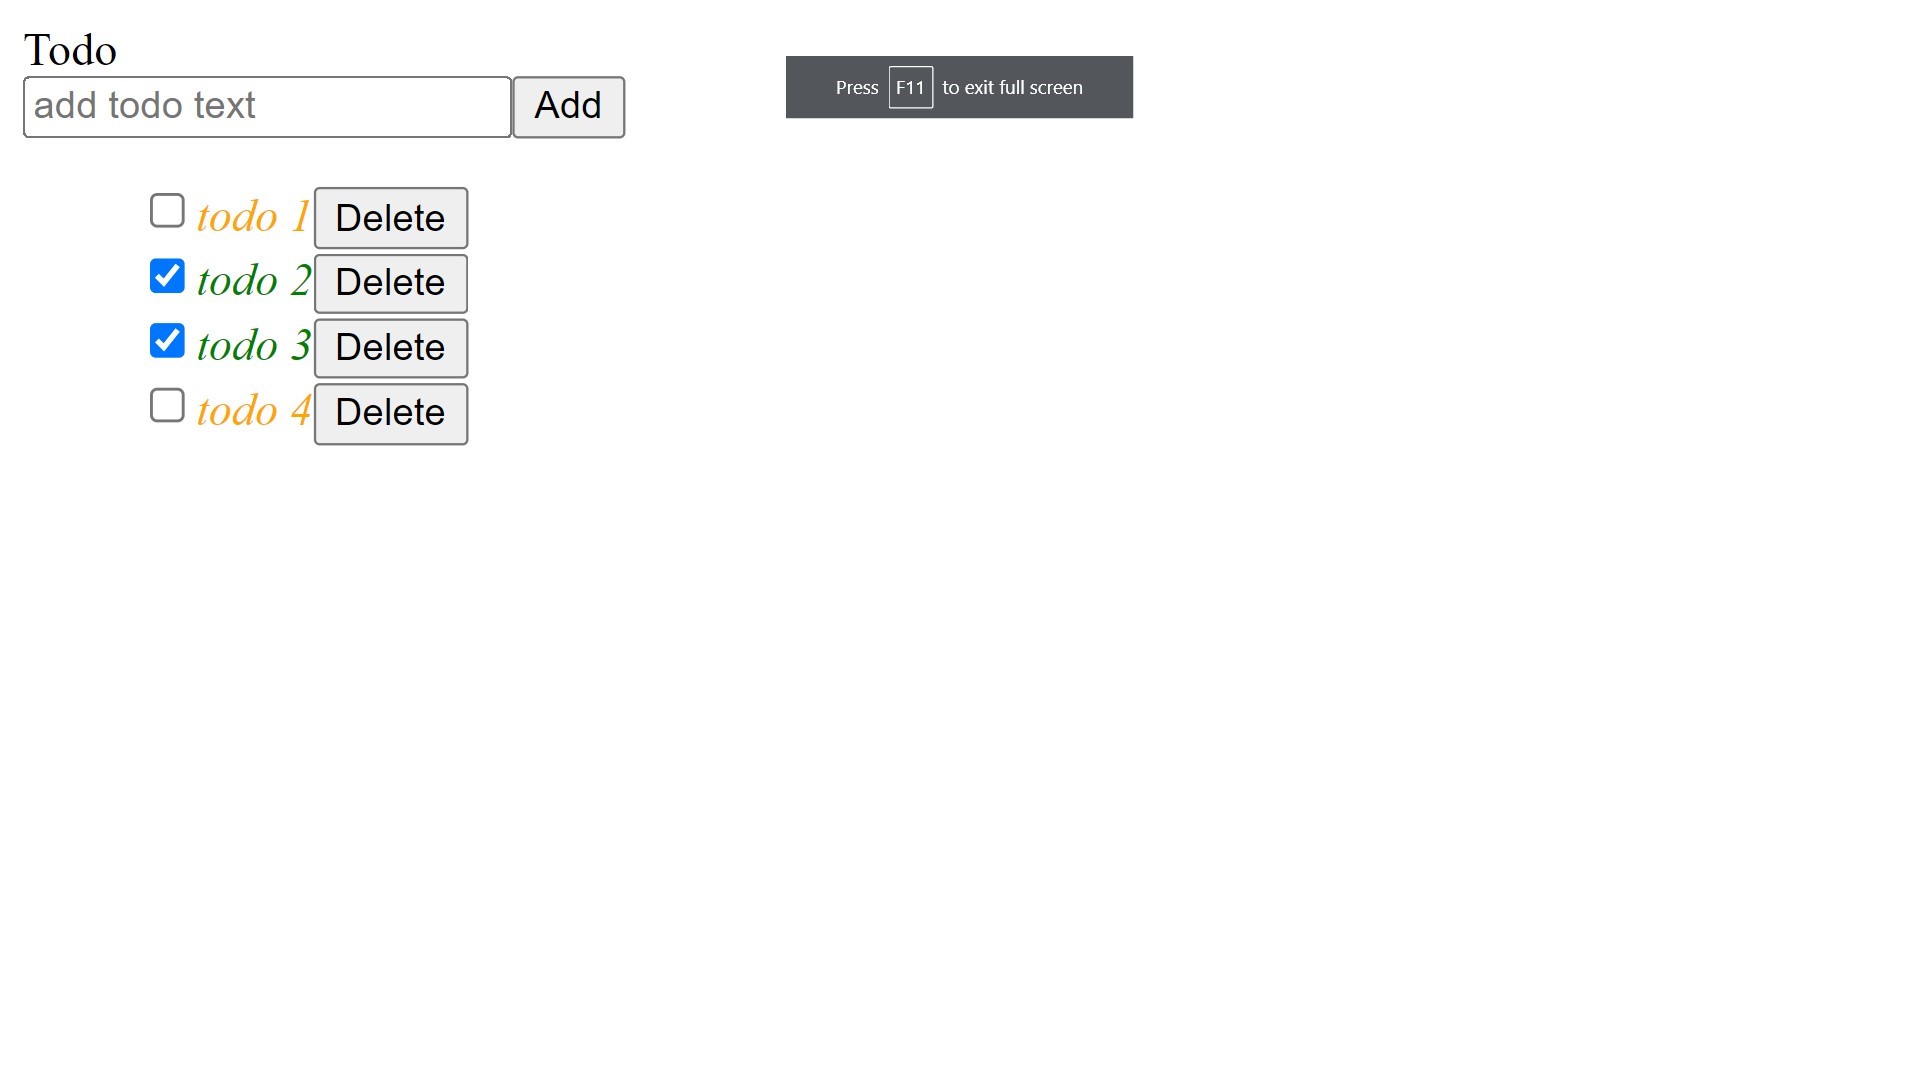 Todo
add todo text Add
Press F11 to exit full screen
todo 1 Delete
todo 2 Delete
todo 3 Delete
todo 4 Delete